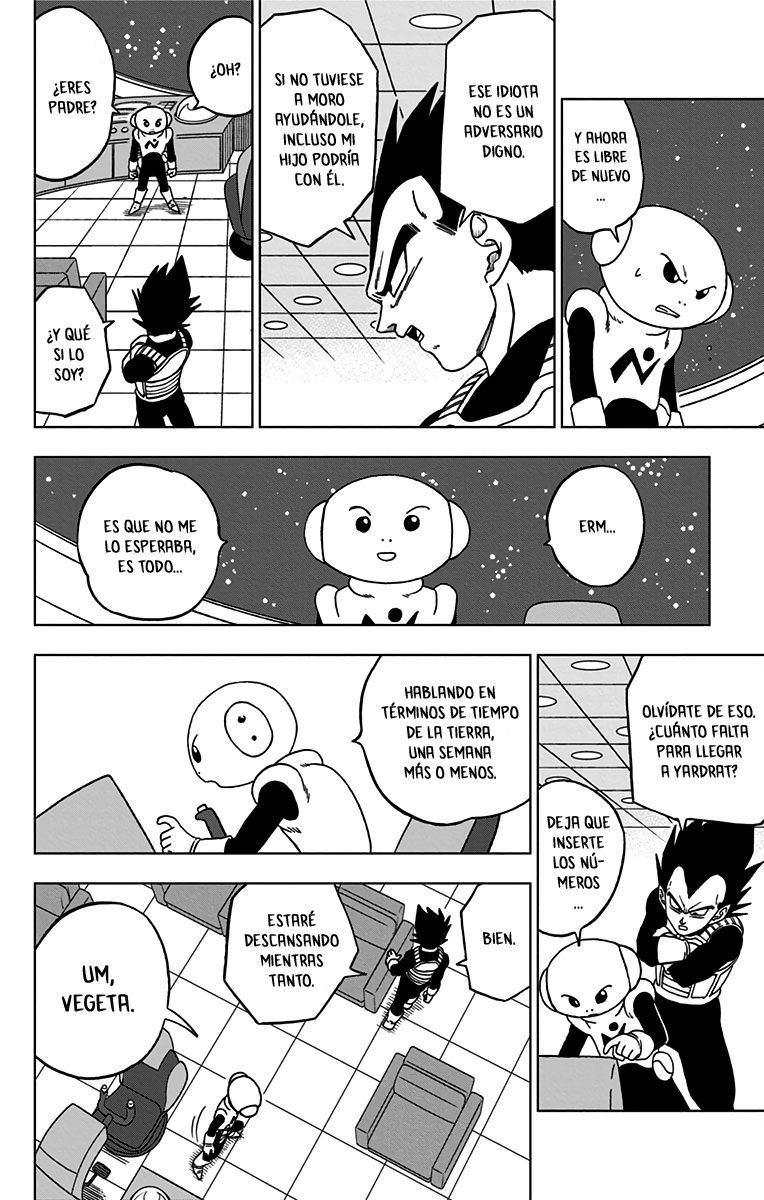 Y AHORA
ES LIBRE
DE NUEVO
...
ESE IDIOTA
NO ES UN
ADVERSARIO
DIGNO.
SI NO TUVIESE
A MORO
AYUDÁNDOLE,
INCLUSO MI
HIJO PODRÍA
CON ÉL.
¿OH?
¿ERES
PADRE?
¿Y QUÉ
SI LO
SOY?
ERM...
ES QUE NO ME
LO ESPERABA,
ES TODO...
OLVÍDATE DE ESO.
¿CUÁNTO FALTA
PARA LLEGAR
A YARDRAT?
DEJA QUE
INSERTE
LOS NÚ-
MEROS
...
HABLANDO EN
TÉRMINOS DE TIEMPO
DE LA TIERRA,
UNA SEMANA
MÁS O MENOS.
BIEN.
ESTARÉ
DESCANSANDO
MIENTRAS
TANTO.
UM,
VEGETA.